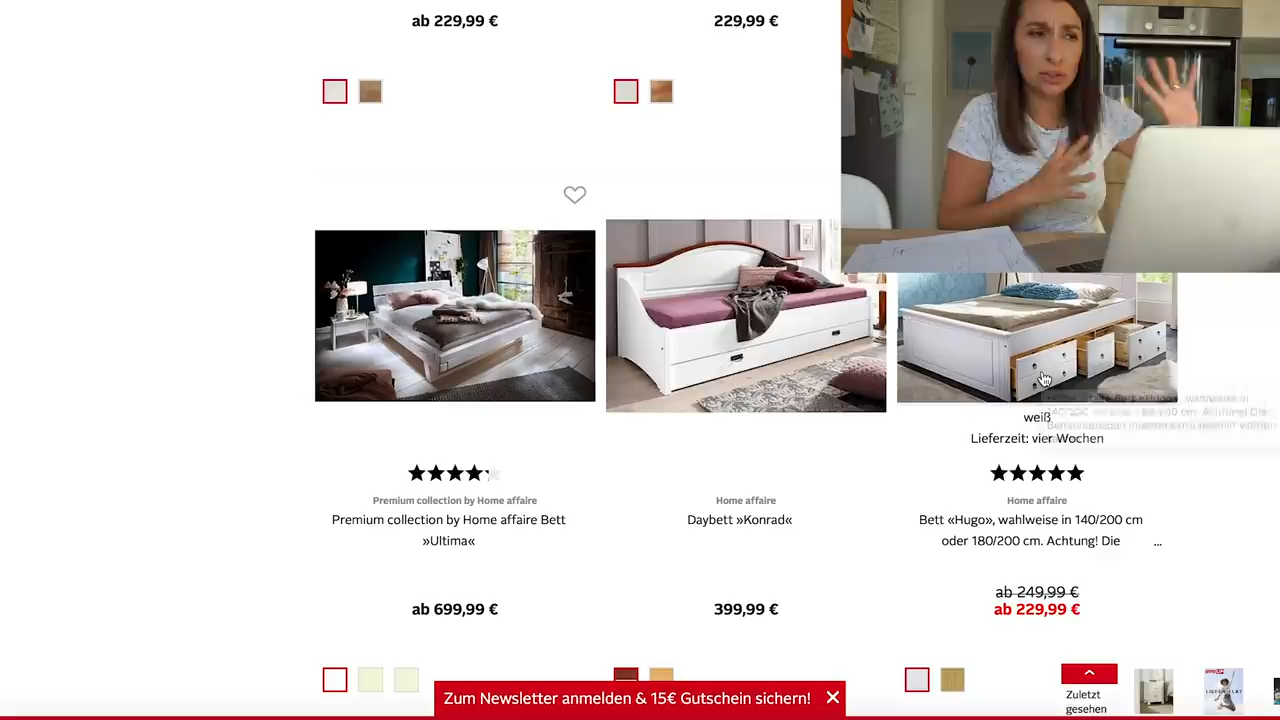 ab 229,99 €
229,99 €
weiß
Lieferzeit: vier Wochen
Premium collection by Home affaire
Premium collection by Home affaire Bett
»Ultima«
ab 699,99 €
Home affaire
Daybett »Konrad«
399,99 €
Home affaire
Bett «Hugo», wahlweise in 140/200 cm
oder 180/200 cm. Achtung! Die ...
ab 249,99 €
ab 229,99 €
Zum Newsletter anmelden & 15€ Gutschein sichern!
Zuletzt
gesehen